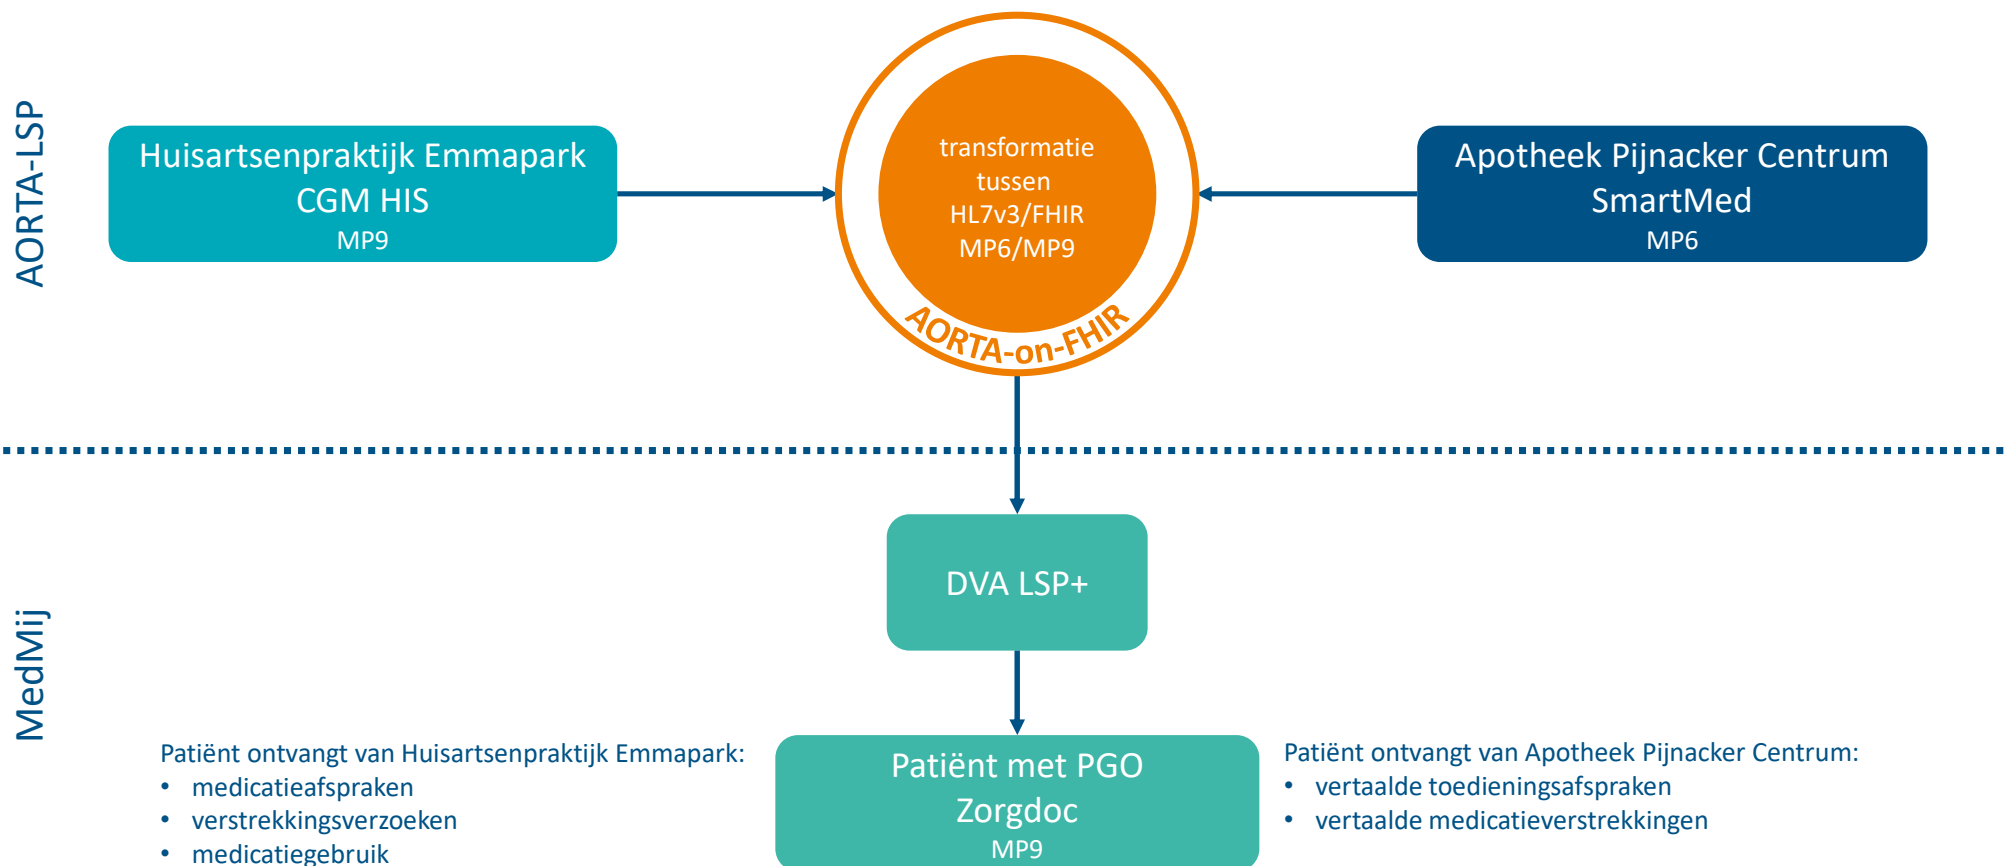 AORTA-LSP
Huisartsenpraktijk Emmapark
CGM HIS
MP9
transformatie
tussen
HL7v3/FHIR
MP6/MP9
AORTA-on-FHIR
Apotheek Pijnacker Centrum
SmartMed
MP6
MedMij
DVA LSP+
Patiënt ontvangt van Huisartsenpraktijk Emmapark:
• medicatieafspraken
• verstrekkingsverzoeken
• medicatiegebruik
Patiënt met PGO
Zorgdoc
MP9
Patiënt ontvangt van Apotheek Pijnacker Centrum:
• vertaalde toedieningsafspraken
• vertaalde medicatieverstrekkingen